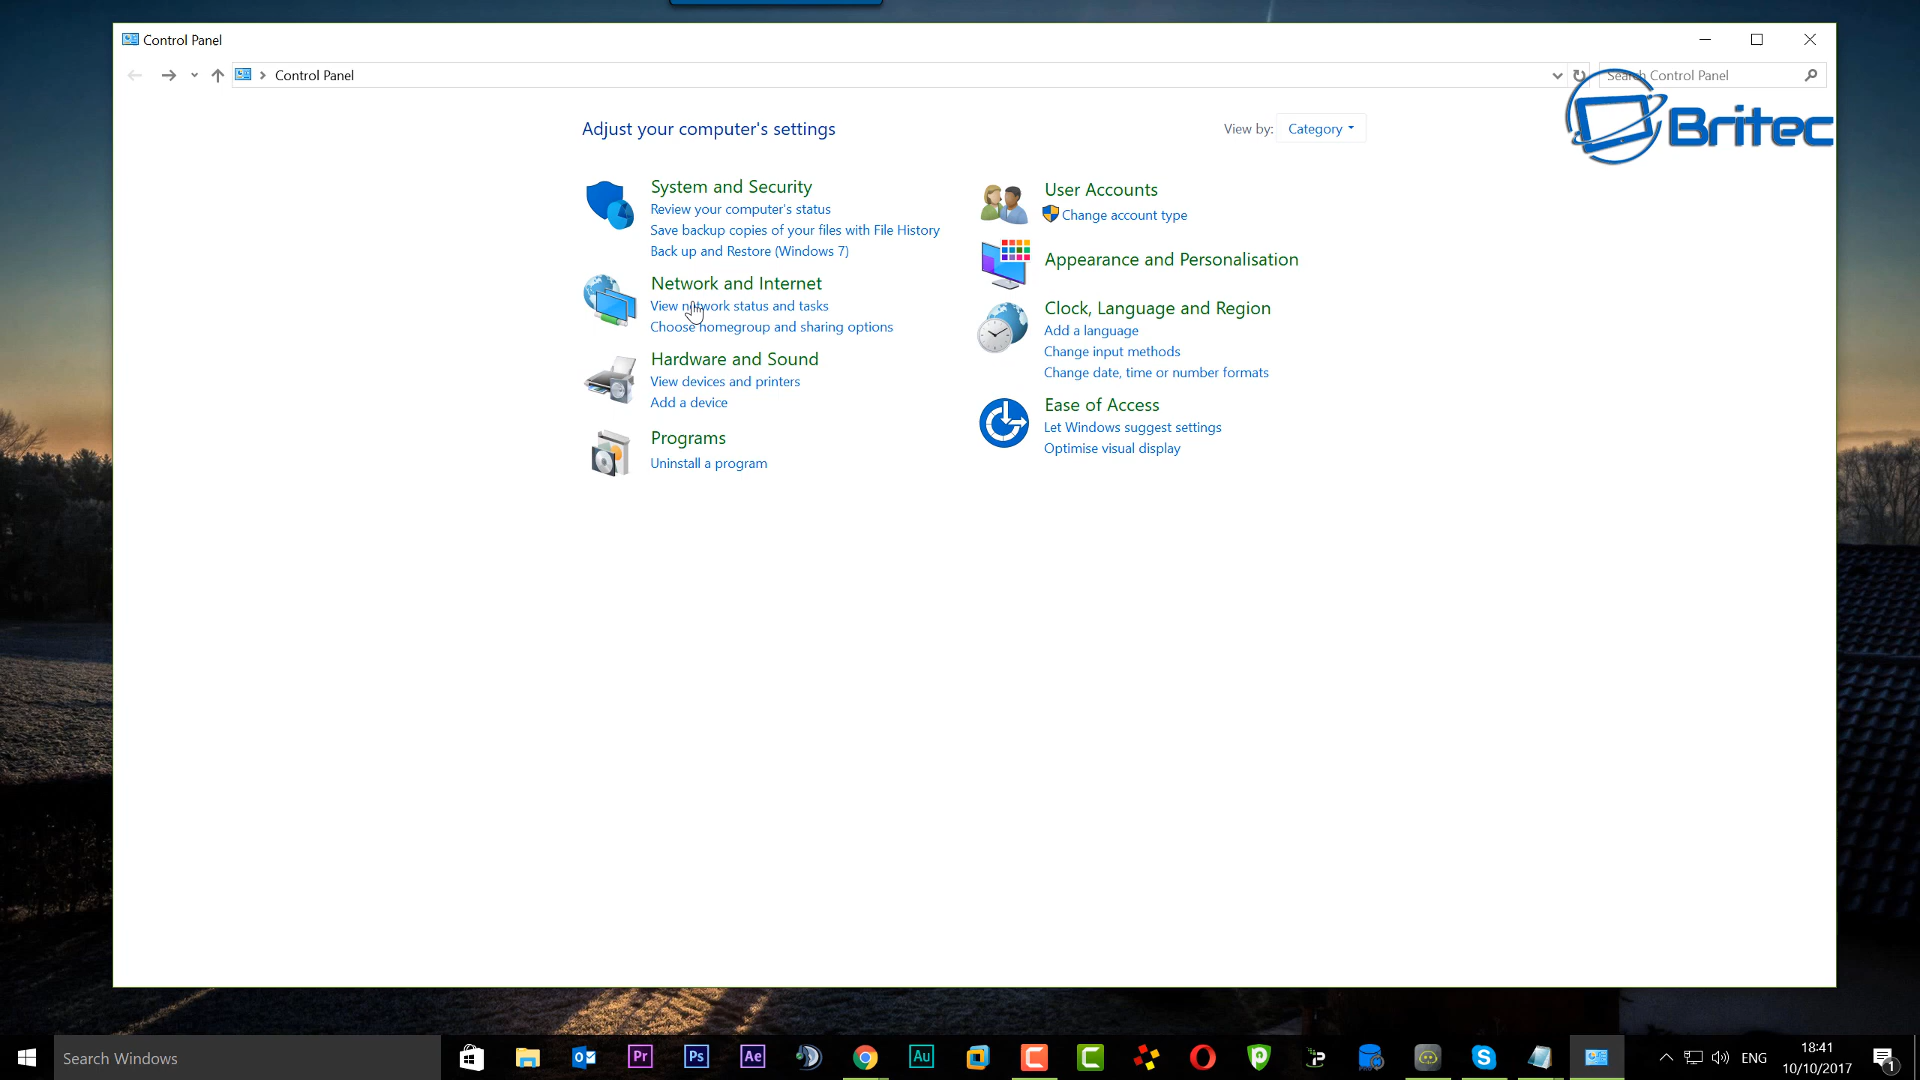 Control Panel
Control Panel
Search Control Panel
Britec
Adjust your computer's settings
View by: Category
System and Security
Review your computer's status
Save backup copies of your files with File History
Back up and Restore (Windows 7)
Network and Internet
View network status and tasks
Choose homegroup and sharing options
Hardware and Sound
View devices and printers
Add a device
Programs
Uninstall a program
User Accounts
Change account type
Appearance and Personalisation
Clock, Language and Region
Add a language
Change input methods
Change date, time or number formats
Ease of Access
Let Windows suggest settings
Optimise visual display
Search Windows
Pr
Ps
Ae
Au
ENG
18:41
10/10/2017
1